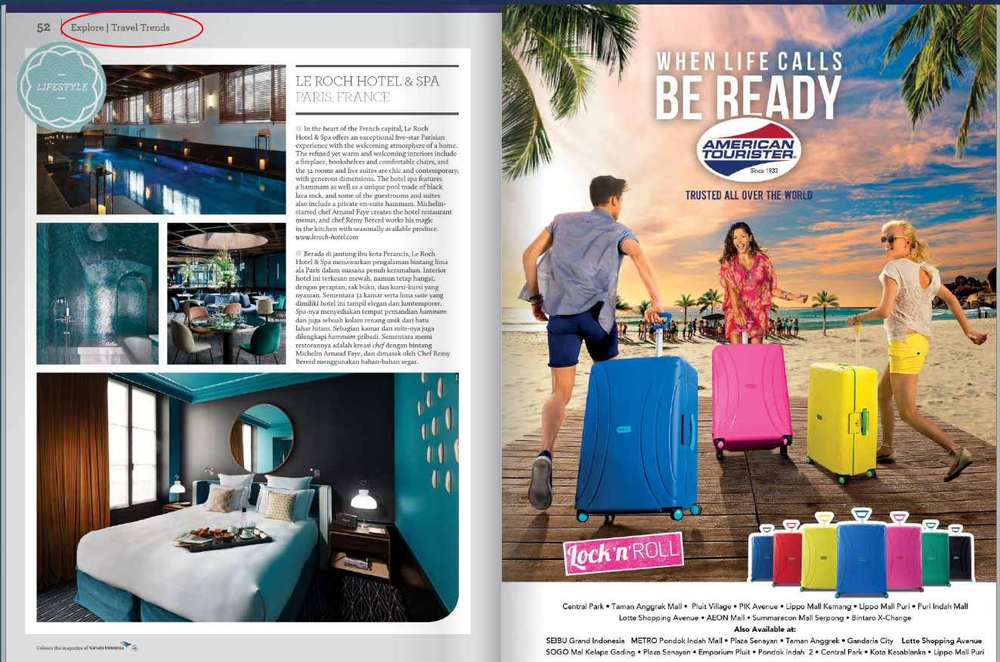 52
Explore | Travel Trends
LIFESTYLE
LE ROCH HOTEL & SPA
PARIS, FRANCE
In the heart of the French capital, Le Roch
Hotel & Spa offers an exceptional five-star Parisian
experience with the welcoming atmosphere of a home.
The refined yet warm and welcoming interiors include
a fireplace, bookshelves and comfortable chairs, and
the 32 rooms and five suites are chic and contemporary,
with generous dimensions. The hotel spa features
a hammam as well as a unique pool made of black
lava rock, and some of the guestrooms and suites
also include a private en-suite hammam. Michelin-
starred chef Arnaud Faye creates the hotel restaurant
menus, and chef Rémy Bererd works his magic
in the kitchen with seasonally available produce.
www.leroch-hotel.com
Berada di jantung ibu kota Perancis, Le Roch
Hotel & Spa menawarkan pengalaman bintang lima
ala Paris dalam suasana penuh keramahan. Interior
hotel ini terkesan mewah, namun tetap hangat,
dengan perapian, rak buku, dan kursi-kursi yang
nyaman. Sementara 32 kamar serta lima suite yang
dimiliki hotel ini tampil elegan dan kontemporer.
Spa-nya menyediakan tempat pemandian hammam
dan juga sebuah kolam renang unik dari batu
lahar hitam. Sebagian kamar dan suite-nya juga
dilengkapi hammam pribadi. Sementara menu
restorannya adalah kreasi chef dengan bintang
Michelin Arnaud Faye, dan dimasak oleh Chef Remy
Bererd menggunakan bahan-bahan segar.
Colours the magazine of Garuda Indonesia
WHEN LIFE CALLS
BE READY
AMERICAN
TOURISTER®
Since 1933
TRUSTED ALL OVER THE WORLD
Lock'n'ROLL
Central Park • Taman Anggrek Mall • Pluit Village • PIK Avenue • Lippo Mall Kemang • Lippo Mall Puri • Puri Indah Mall
Lotte Shopping Avenue • AEON Mall • Summarecon Mall Serpong • Bintaro X-Change
Also Available at:
SEIBU Grand Indonesia METRO Pondok Indah Mall • Plaza Senayan • Taman Anggrek • Gandaria City Lotte Shopping Avenue
SOGO Mal Kelapa Gading • Plaza Senayan • Emporium Pluit • Pondok Indah 2 • Central Park • Kota Kasablanka • Lippo Mall Puri